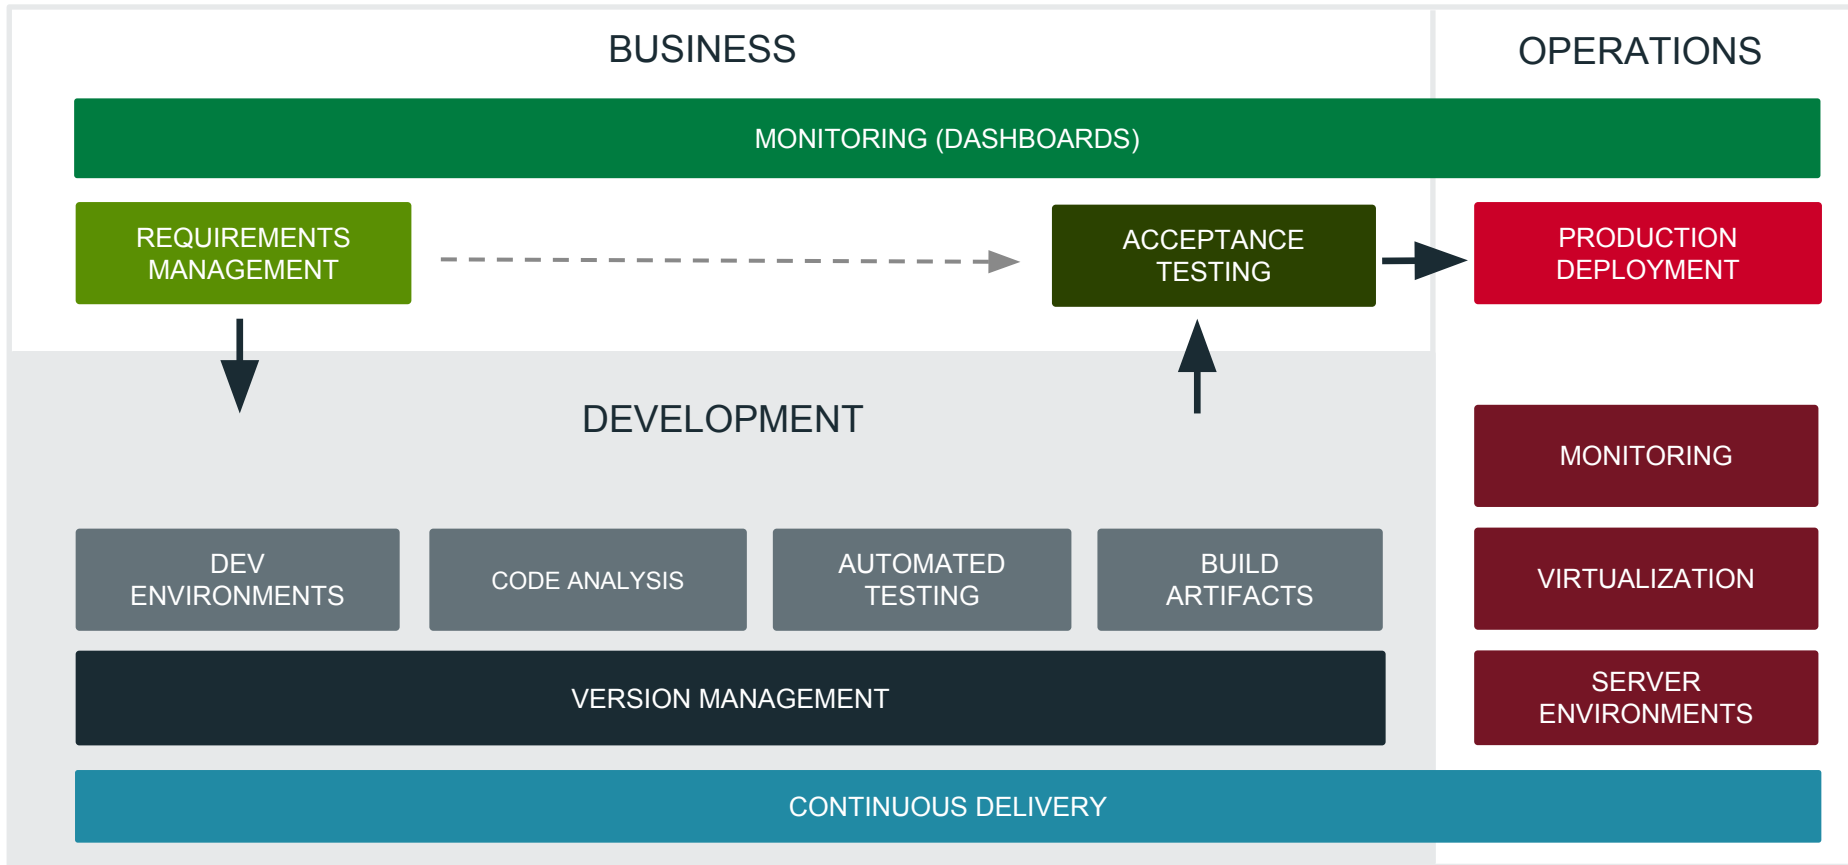 BUSINESS
OPERATIONS
MONITORING (DASHBOARDS)
REQUIREMENTS
MANAGEMENT
ACCEPTANCE
TESTING
PRODUCTION
DEPLOYMENT
DEVELOPMENT
MONITORING
DEV
ENVIRONMENTS
CODE ANALYSIS
AUTOMATED
TESTING
BUILD
ARTIFACTS
VIRTUALIZATION
VERSION MANAGEMENT
SERVER
ENVIRONMENTS
CONTINUOUS DELIVERY